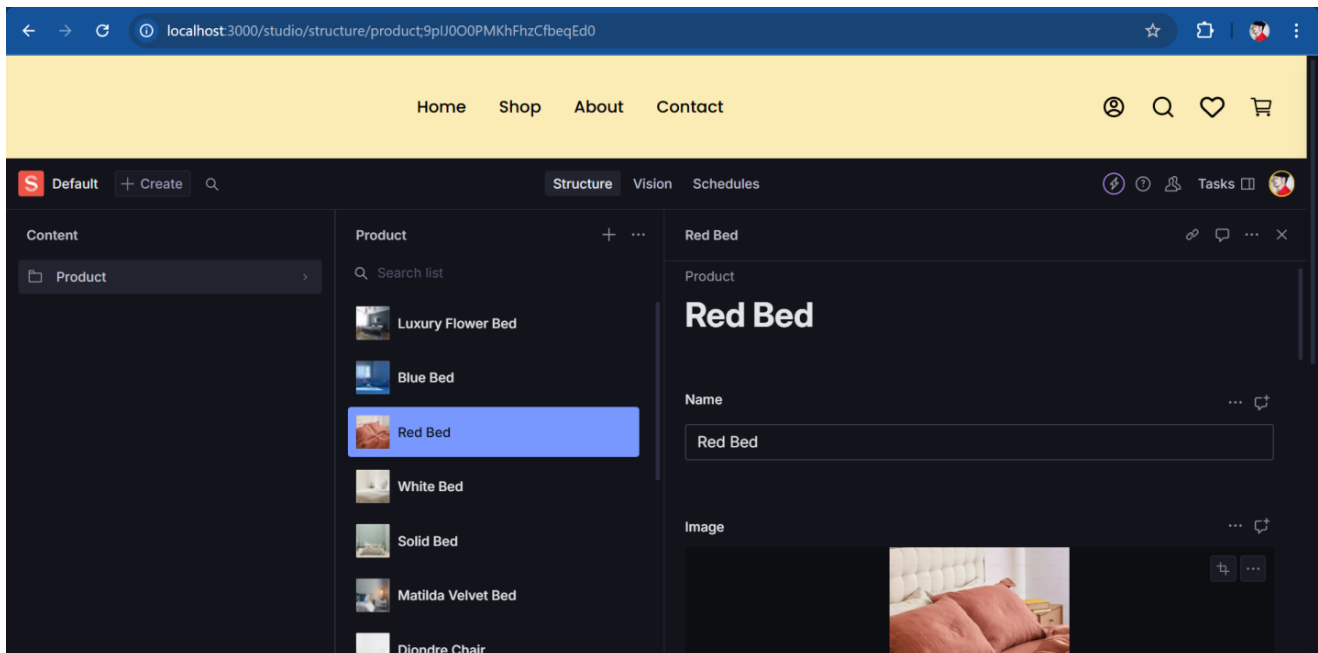 localhost:3000/studio/structure/product;9plJ0O0PMKhFhzCfbeqEd0
Home Shop About Contact
S Default + Create Structure Vision Schedules Tasks
Content
Product
Product
Search list
Luxury Flower Bed
Blue Bed
Red Bed
White Bed
Solid Bed
Matilda Velvet Bed
Diondre Chair
Red Bed
Product
Red Bed
Name
Red Bed
Image